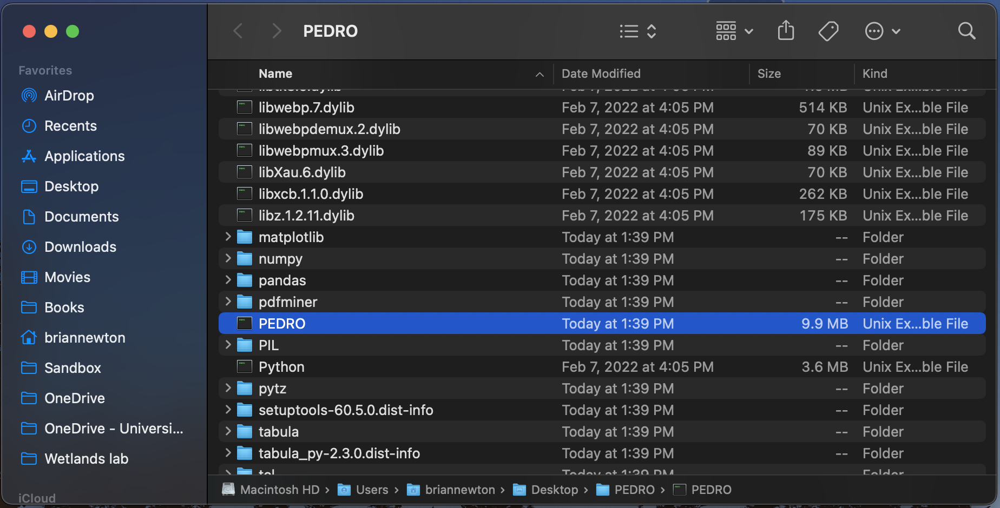 PEDRO
Favorites
AirDrop
Recents
Applications
Desktop
Documents
Downloads
Movies
Books
briannewton
Sandbox
OneDrive
OneDrive - Universi...
Wetlands lab
iCloud
Name Date Modified Size Kind
libwebp.7.dylib Feb 7, 2022 at 4:05 PM 514 KB Unix Ex...ble File
libwebpdemux.2.dylib Feb 7, 2022 at 4:05 PM 70 KB Unix Ex...ble File
libwebpmux.3.dylib Feb 7, 2022 at 4:05 PM 89 KB Unix Ex...ble File
libXau.6.dylib Feb 7, 2022 at 4:05 PM 70 KB Unix Ex...ble File
libxcb.1.1.0.dylib Feb 7, 2022 at 4:05 PM 262 KB Unix Ex...ble File
libz.1.2.11.dylib Feb 7, 2022 at 4:05 PM 175 KB Unix Ex...ble File
matplotlib Today at 1:39 PM -- Folder
numpy Today at 1:39 PM -- Folder
pandas Today at 1:39 PM -- Folder
pdfminer Today at 1:39 PM -- Folder
PEDRO Today at 1:39 PM 9.9 MB Unix Ex...ble File
PIL Today at 1:39 PM -- Folder
Python Feb 7, 2022 at 4:05 PM 3.6 MB Unix Ex...ble File
pytz Today at 1:39 PM -- Folder
setuptools-60.5.0.dist-info Today at 1:39 PM -- Folder
tabula Today at 1:39 PM -- Folder
tabula_py-2.3.0.dist-info Today at 1:39 PM -- Folder
Macintosh HD › Users › briannewton › Desktop › PEDRO › PEDRO